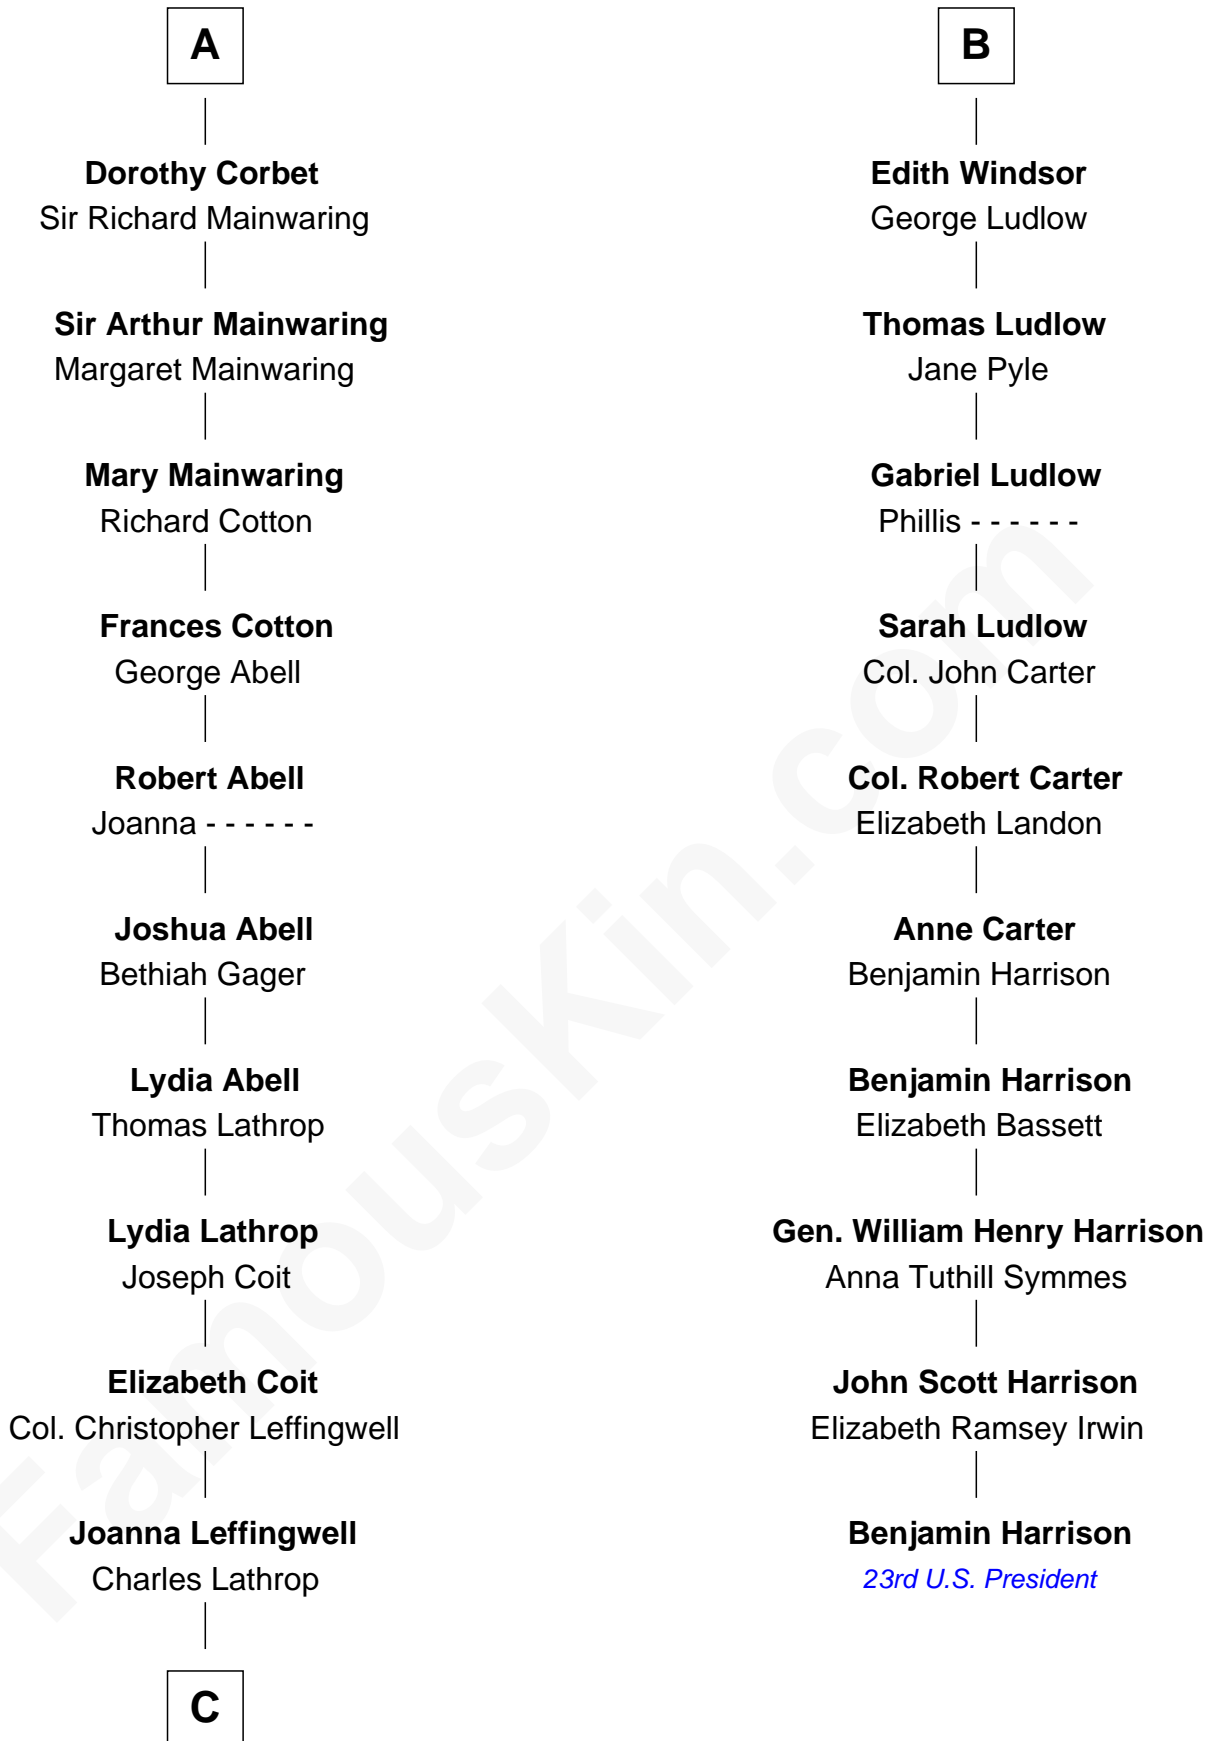 A
Dorothy Corbet
Sir Richard Mainwaring
Sir Arthur Mainwaring
Margaret Mainwaring
Mary Mainwaring
Richard Cotton
Frances Cotton
George Abell
Robert Abell
Joanna - - - - - -
Joshua Abell
Bethiah Gager
Lydia Abell
Thomas Lathrop
Lydia Lathrop
Joseph Coit
Elizabeth Coit
Col. Christopher Leffingwell
Joanna Leffingwell
Charles Lathrop
C
B
Edith Windsor
George Ludlow
Thomas Ludlow
Jane Pyle
Gabriel Ludlow
Phillis - - - - - -
Sarah Ludlow
Col. John Carter
Col. Robert Carter
Elizabeth Landon
Anne Carter
Benjamin Harrison
Benjamin Harrison
Elizabeth Bassett
Gen. William Henry Harrison
Anna Tuthill Symmes
John Scott Harrison
Elizabeth Ramsey Irwin
Benjamin Harrison
23rd U.S. President
FamousKin.com